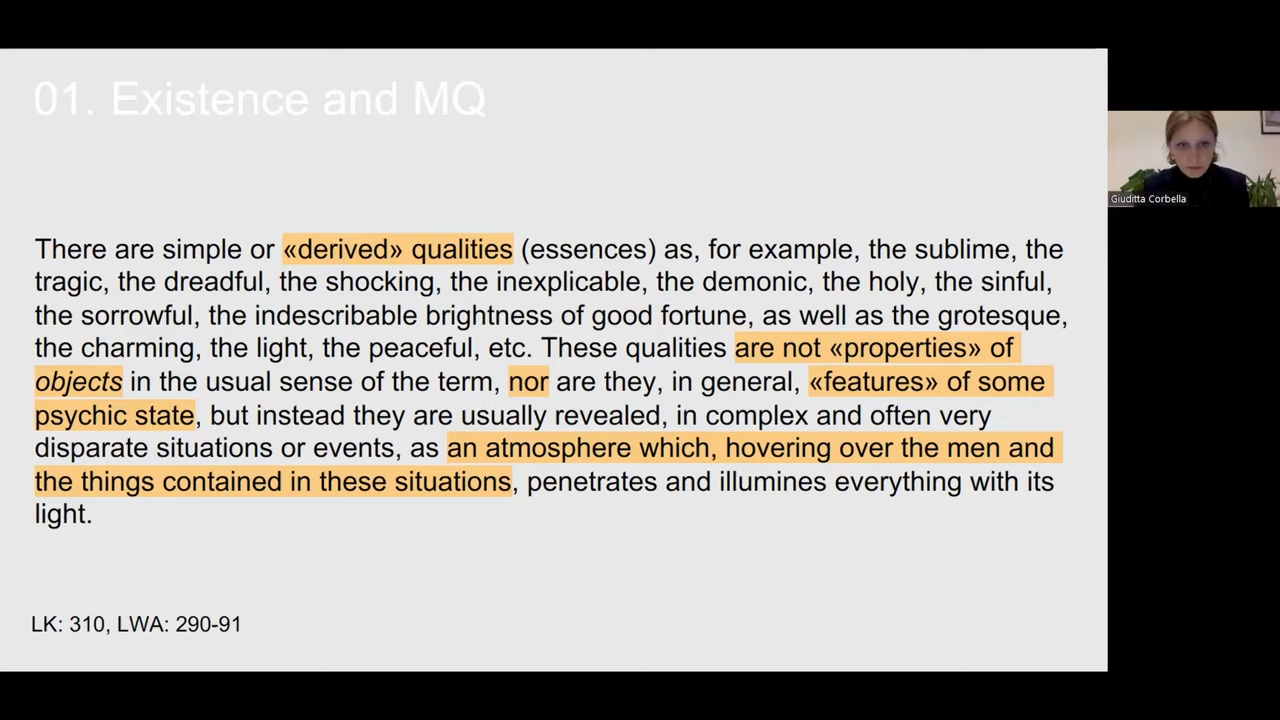 01. Existence and MQ
There are simple or «derived» qualities (essences) as, for example, the sublime, the
tragic, the dreadful, the shocking, the inexplicable, the demonic, the holy, the sinful,
the sorrowful, the indescribable brightness of good fortune, as well as the grotesque,
the charming, the light, the peaceful, etc. These qualities are not «properties» of
objects in the usual sense of the term, nor are they, in general, «features» of some
psychic state, but instead they are usually revealed, in complex and often very
disparate situations or events, as an atmosphere which, hovering over the men and
the things contained in these situations, penetrates and illumines everything with its
light.
LK: 310, LWA: 290-91
Giuditta Corbella